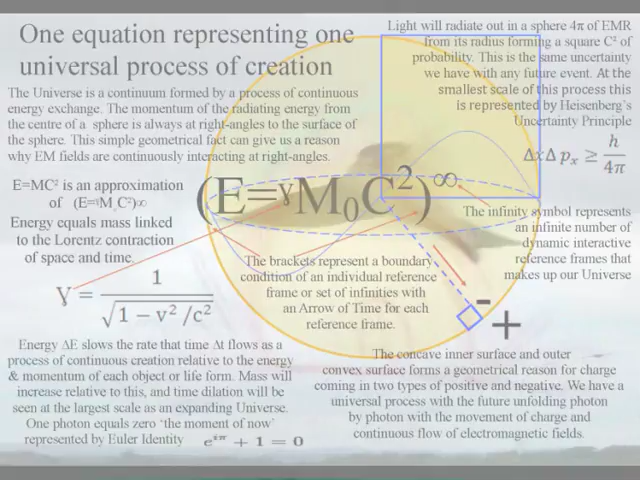 One equation representing one
universal process of creation
The Universe is a continuum formed by a process of continuous
energy exchange. The momentum of the radiating energy from
the centre of a sphere is always at right-angles to the surface of
the sphere. This simple geometrical fact can give us a reason
why EM fields are continuously interacting at right-angles.
Light will radiate out in a sphere 4π of EMR
from its radius forming a square C² of
probability. This is the same uncertainty
we have with any future event. At the
smallest scale of this process this
is represented by Heisenberg's
Uncertainty Principle
Δx Δ pₓ ≥ h/4π
E=MC² is an approximation
of (E=ɣM₀C²)∞
Energy equals mass linked
to the Lorentz contraction
of space and time.
(E=ɣM₀C²)∞
The infinity symbol represents
an infinite number of
dynamic interactive
reference frames that
makes up our Universe
The brackets represent a boundary
condition of an individual reference
frame or set of infinities with
an Arrow of Time for each
reference frame.
ɣ = 1/√1 − v²/c²
-
+
Energy ΔE slows the rate that time Δt flows as a
process of continuous creation relative to the energy
& momentum of each object or life form. Mass will
increase relative to this, and time dilation will be
seen at the largest scale as an expanding Universe.
One photon equals zero 'the moment of now'
represented by Euler Identity e^iπ + 1 = 0
The concave inner surface and outer
convex surface forms a geometrical reason for charge
coming in two types of positive and negative. We have a
universal process with the future unfolding photon
by photon with the movement of charge and
continuous flow of electromagnetic fields.